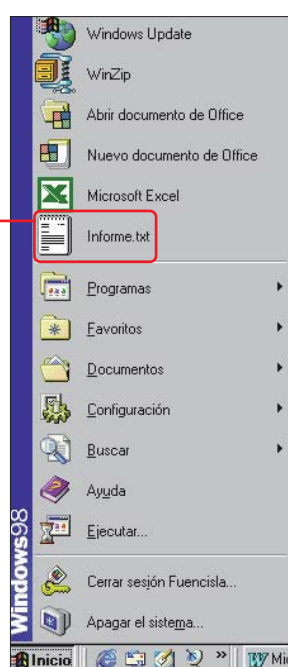 Windows Update
WinZip
Abrir documento de Office
Nuevo documento de Office
Microsoft Excel
Informe.txt
Programas
Favoritos
Documentos
Configuración
Buscar
Ayuda
Ejecutar...
Cerrar sesión Fuencisla...
Apagar el sistema...
Windows98
Inicio
»
Mi